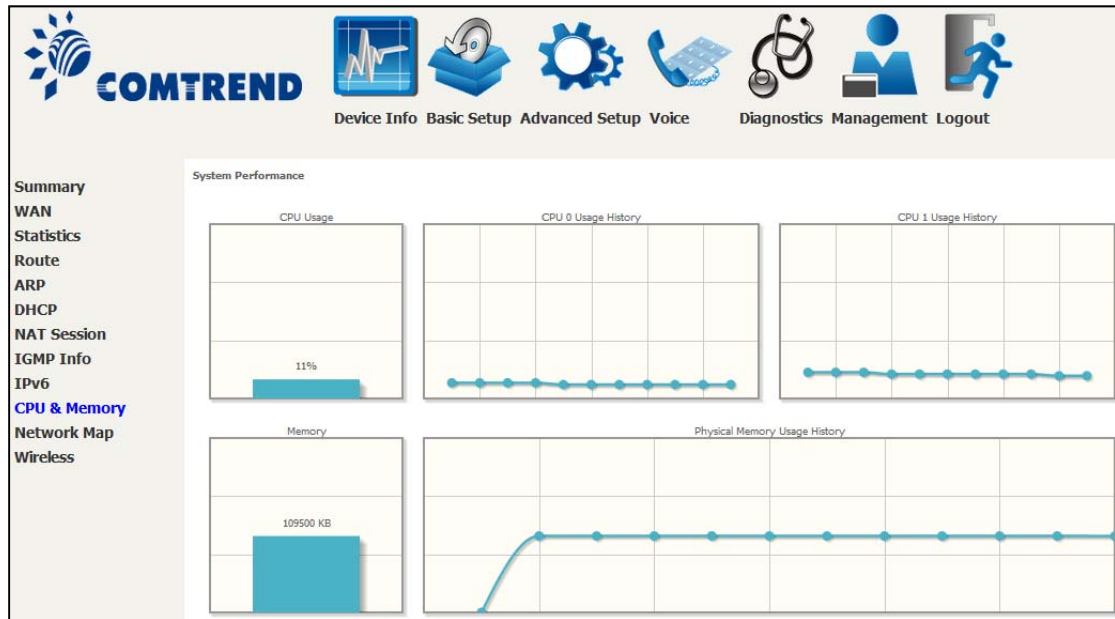 COMTREND
Device Info Basic Setup Advanced Setup Voice Diagnostics Management Logout
Summary
WAN
Statistics
Route
ARP
DHCP
NAT Session
IGMP Info
IPv6
CPU & Memory
Network Map
Wireless
System Performance
CPU Usage
CPU 0 Usage History
CPU 1 Usage History
11%
Memory
Physical Memory Usage History
109500 KB